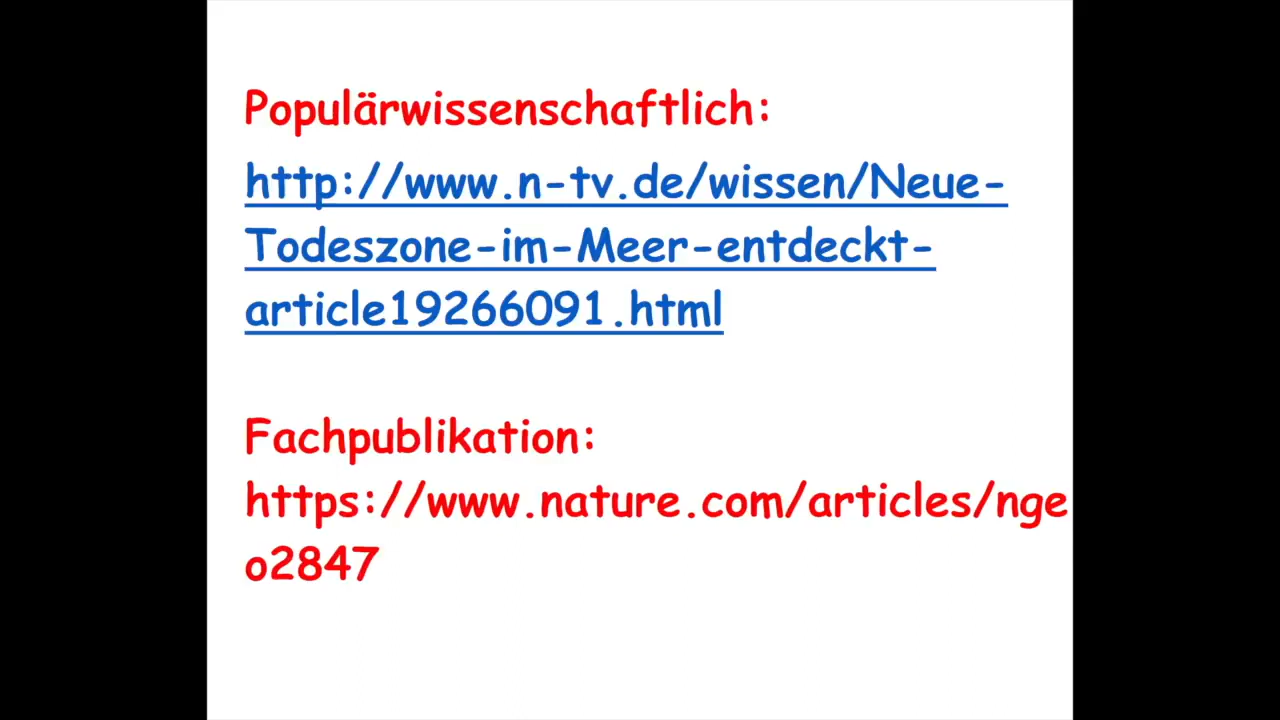 Populärwissenschaftlich:
http://www.n-tv.de/wissen/Neue-
Todeszone-im-Meer-entdeckt-
article19266091.html
Fachpublikation:
https://www.nature.com/articles/nge
o2847